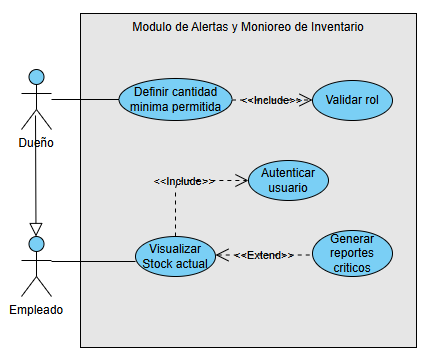 Modulo de Alertas y Monioreo de Inventario
Definir cantidad
minima permitida
<<Include>>
Validar rol
Dueño
<<Include>>
Autenticar
usuario
Visualizar
Stock actual
<<Extend>>
Generar
reportes
criticos
Empleado